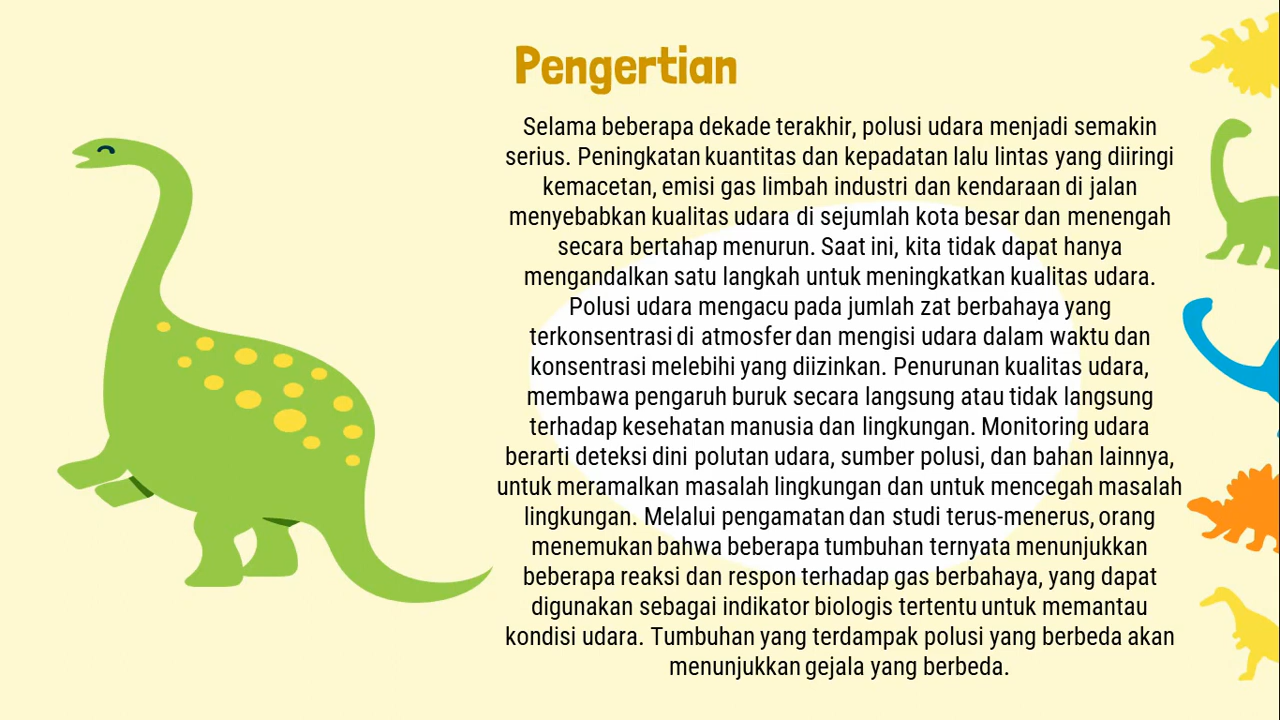 Pengertian
Selama beberapa dekade terakhir, polusi udara menjadi semakin
serius. Peningkatan kuantitas dan kepadatan lalu lintas yang diiringi
kemacetan, emisi gas limbah industri dan kendaraan di jalan
menyebabkan kualitas udara di sejumlah kota besar dan menengah
secara bertahap menurun. Saat ini, kita tidak dapat hanya
mengandalkan satu langkah untuk meningkatkan kualitas udara.
Polusi udara mengacu pada jumlah zat berbahaya yang
terkonsentrasi di atmosfer dan mengisi udara dalam waktu dan
konsentrasi melebihi yang diizinkan. Penurunan kualitas udara,
membawa pengaruh buruk secara langsung atau tidak langsung
terhadap kesehatan manusia dan lingkungan. Monitoring udara
berarti deteksi dini polutan udara, sumber polusi, dan bahan lainnya,
untuk meramalkan masalah lingkungan dan untuk mencegah masalah
lingkungan. Melalui pengamatan dan studi terus-menerus, orang
menemukan bahwa beberapa tumbuhan ternyata menunjukkan
beberapa reaksi dan respon terhadap gas berbahaya, yang dapat
digunakan sebagai indikator biologis tertentu untuk memantau
kondisi udara. Tumbuhan yang terdampak polusi yang berbeda akan
menunjukkan gejala yang berbeda.